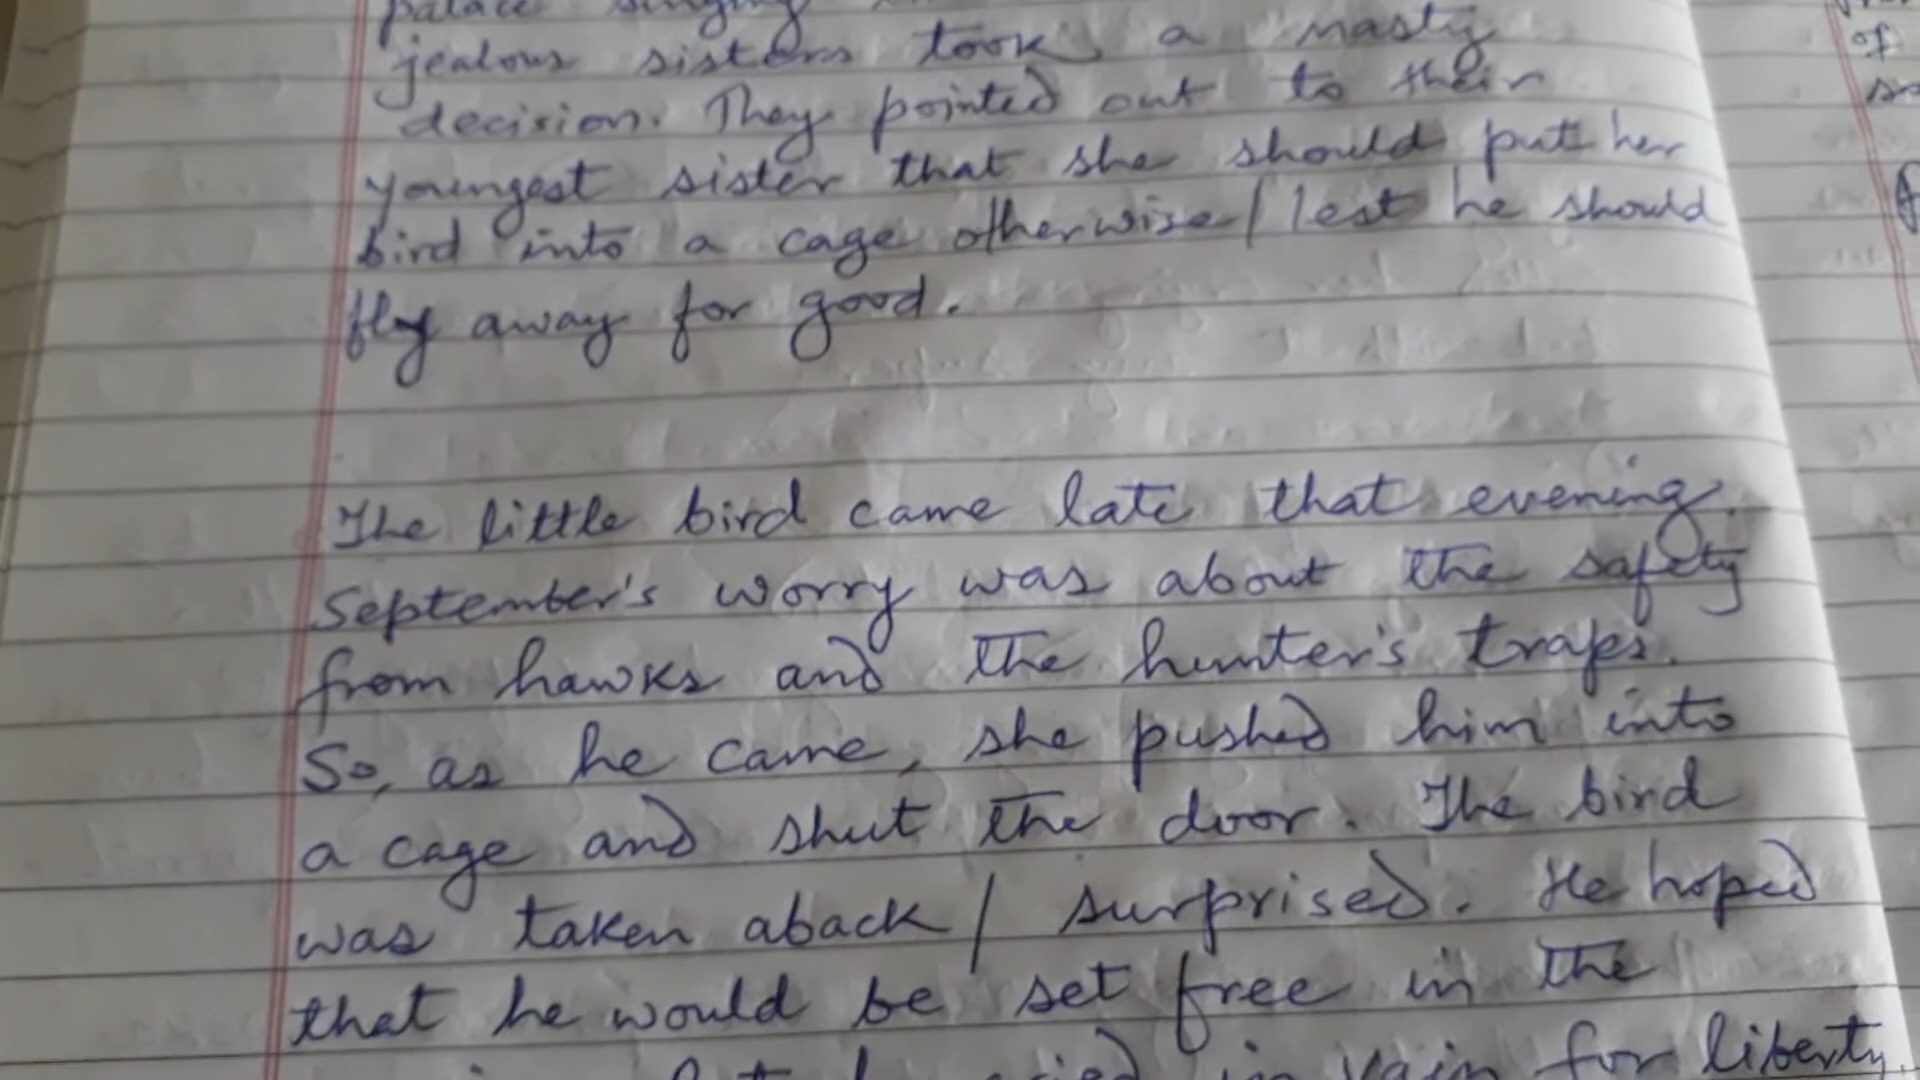 palace singing
jealous sisters took a nasty
decision. They pointed out to their
youngest sister that she should put her
bird into a cage otherwise / lest he should
fly away for good.
The little bird came late that evening.
September's worry was about the safety
from hawks and the hunter's traps.
So, as he came, she pushed him into
a cage and shut the door. The bird
was taken aback / surprised. He hoped
that he would be set free in the
in vain for liberty.
of